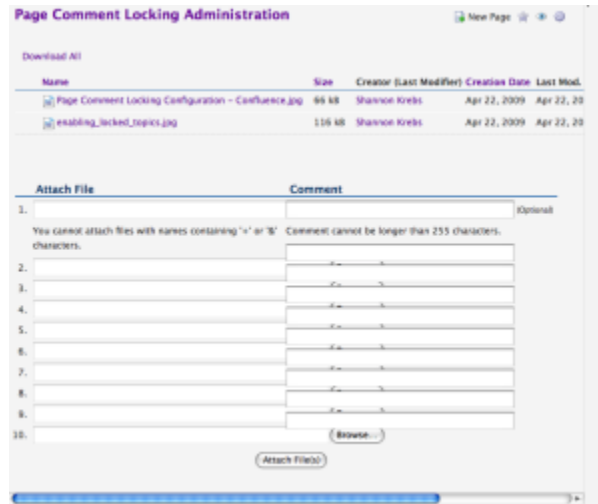 Page Comment Locking Administration
New Page
Download All
Name Size Creator (Last Modifier) Creation Date Last Mod.
Page Comment Locking Configuration – Confluence.jpg 66 kB Shannon Krebs Apr 22, 2009 Apr 22, 20
enabling_locked_topics.jpg 116 kB Shannon Krebs Apr 22, 2009 Apr 22, 20
Attach File Comment
1. (Optional)
You cannot attach files with names containing '+' or '&' Comment cannot be longer than 255 characters.
characters.
2.
3.
4.
5.
6.
7.
8.
9.
10. Browse...
Attach File(s)